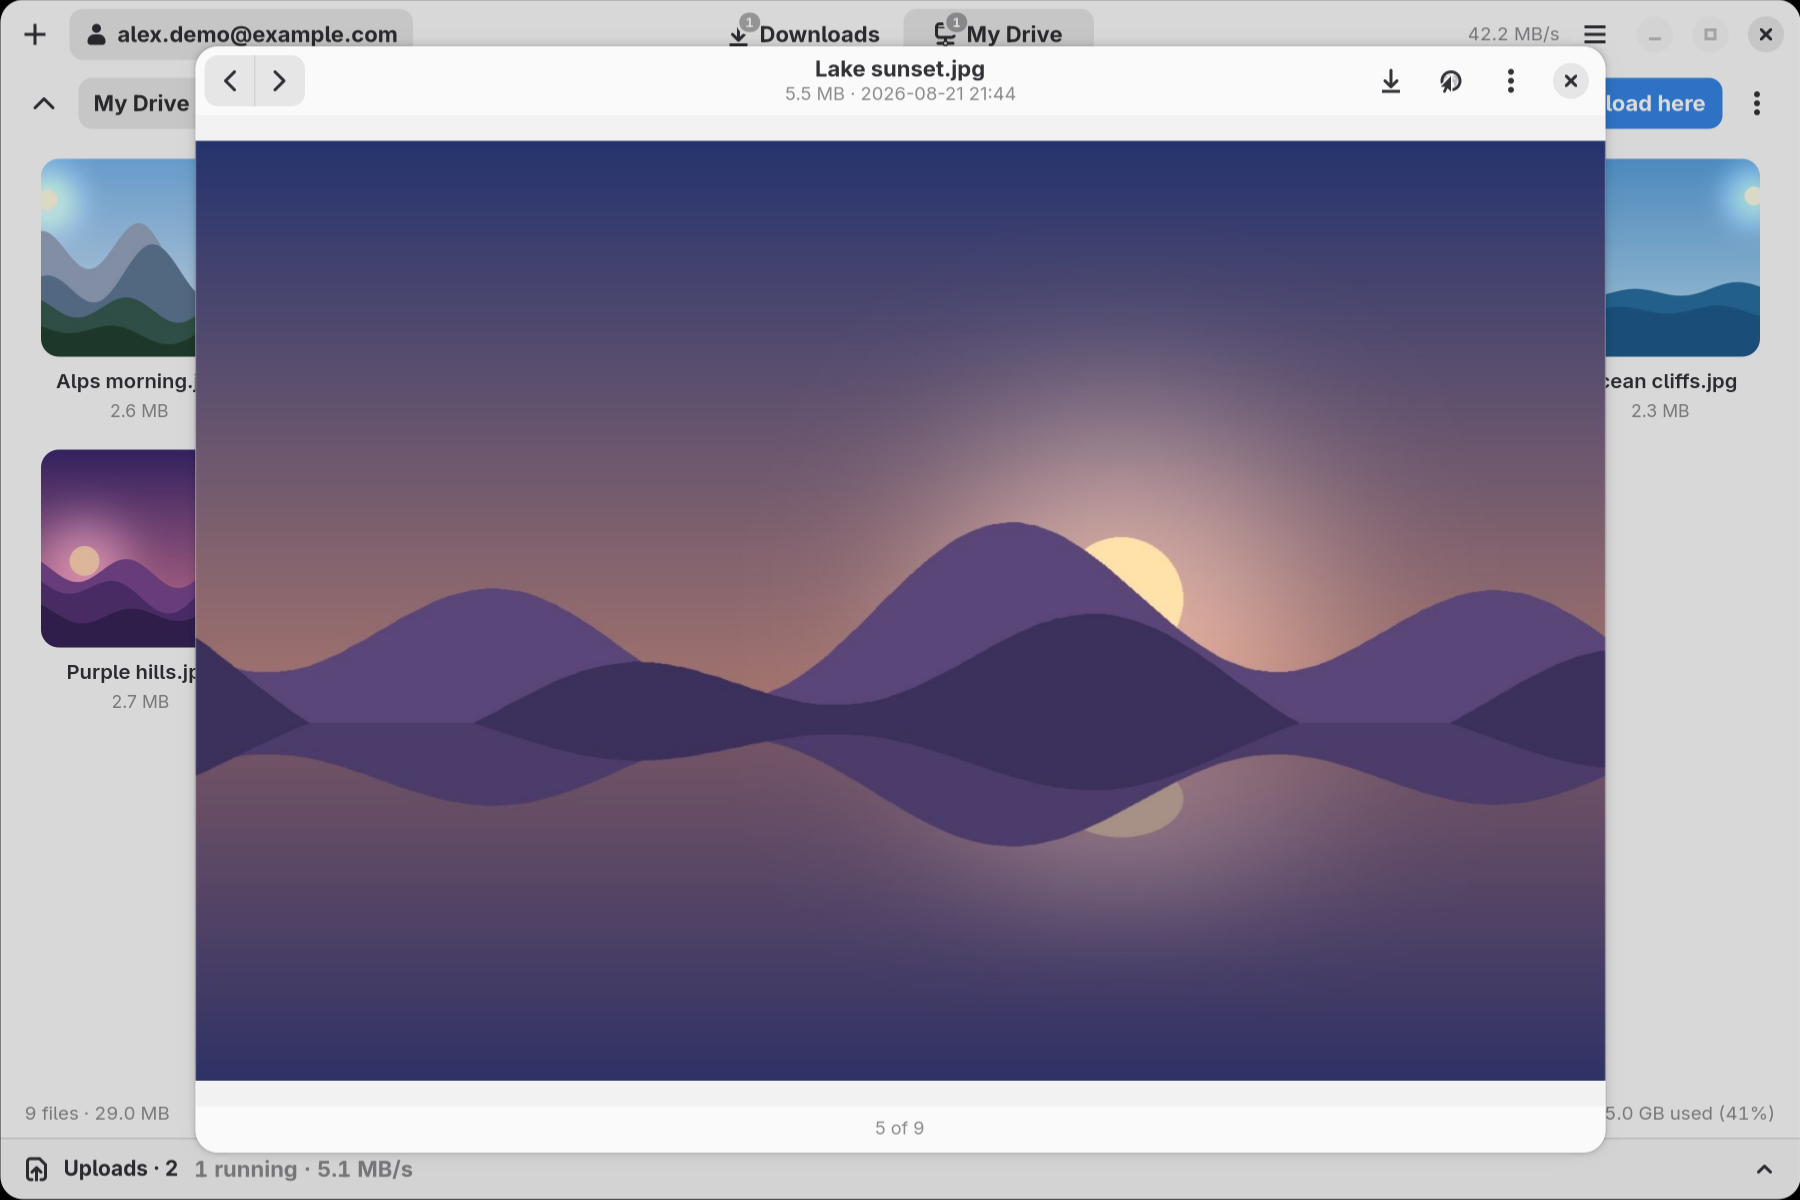 alex.demo@example.com
1
Downloads
1
My Drive
42.2 MB/s
Lake sunset.jpg
5.5 MB · 2026-08-21 21:44
My Drive
load here
Alps morning.j
2.6 MB
cean cliffs.jpg
2.3 MB
Purple hills.jp
2.7 MB
9 files · 29.0 MB
5.0 GB used (41%)
5 of 9
Uploads · 2
1 running · 5.1 MB/s